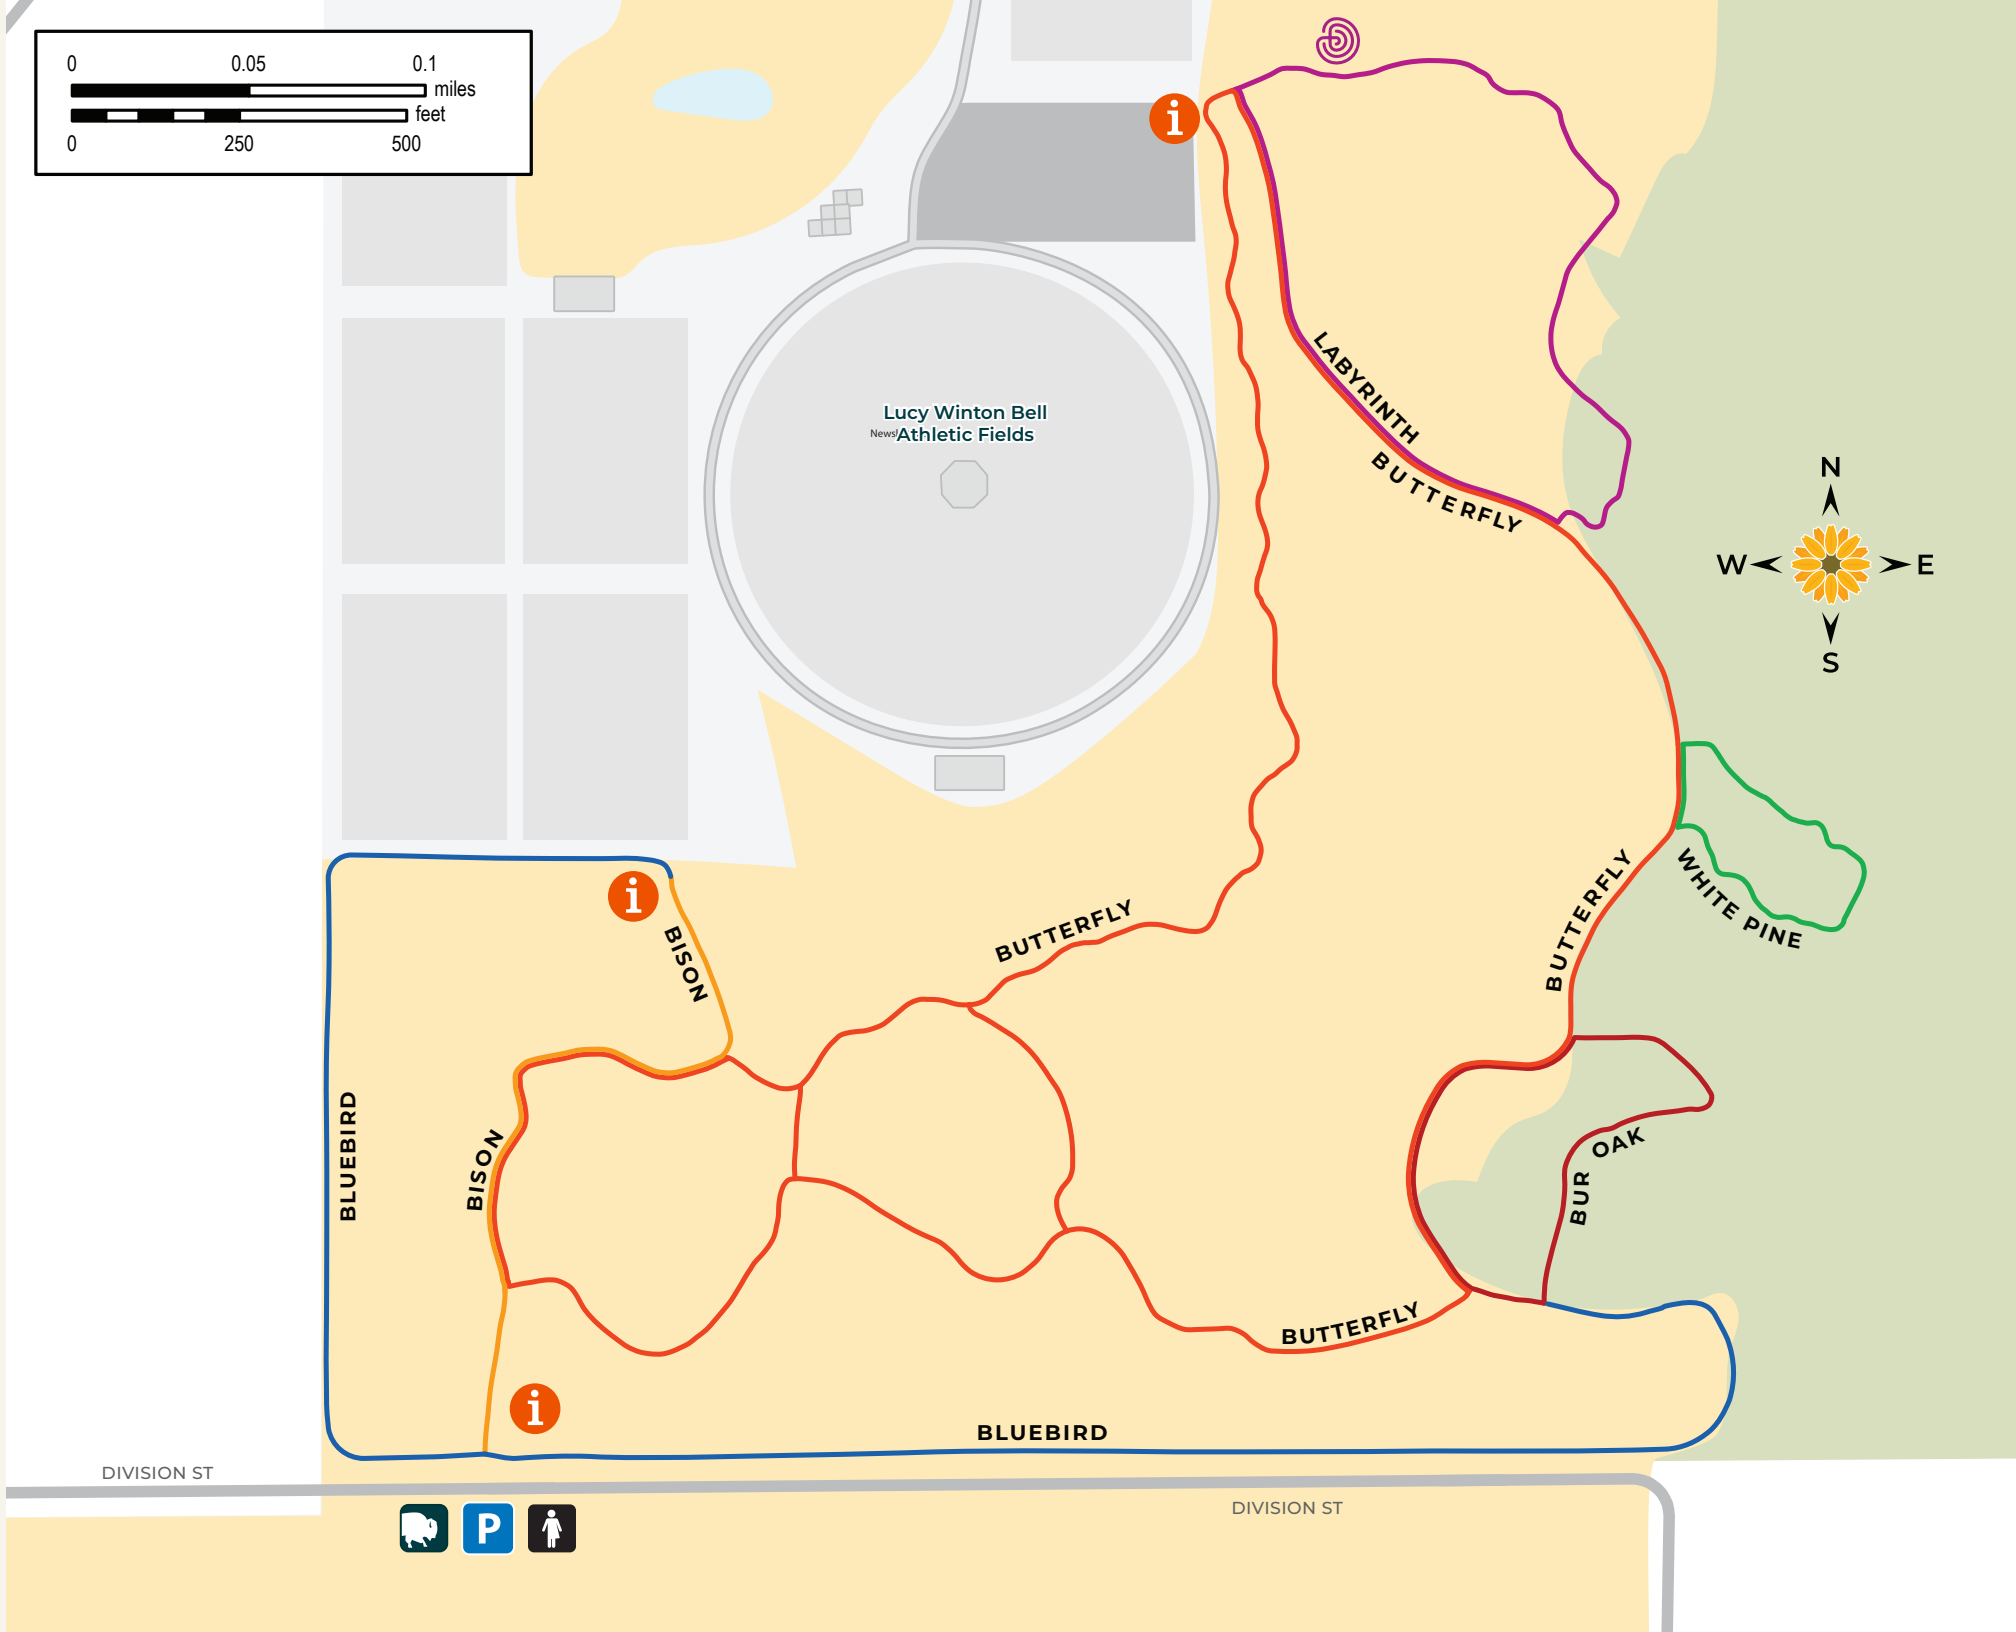 0 0.05 0.1
miles
feet
0 250 500
i
Lucy Winton Bell
News Athletic Fields
LABYRINTH
BUTTERFLY
N
W E
S
BUTTERFLY
WHITE PINE
i
BISON
BUTTERFLY
BLUEBIRD
BISON
BUR OAK
BUTTERFLY
i
BLUEBIRD
DIVISION ST
DIVISION ST
P